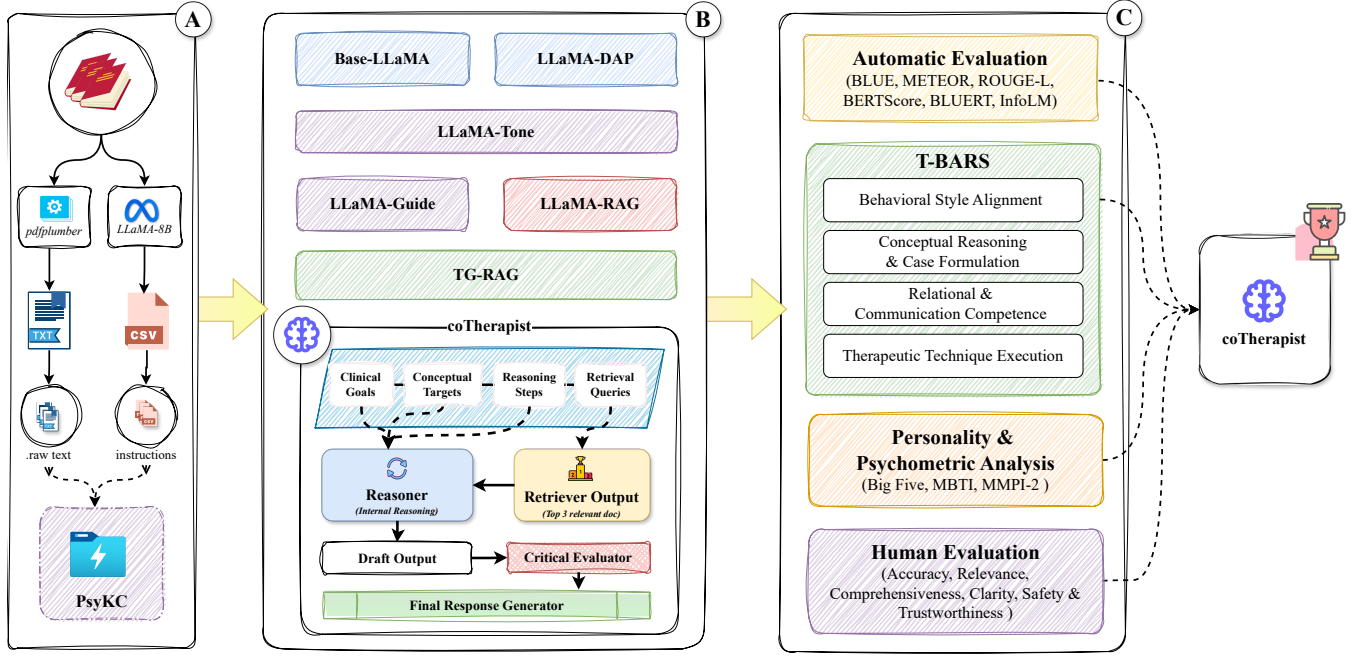 A
pdfplumber
LLaMA-8B
TXT
CSV
CSV
.raw text
instructions
PsyKC
B
Base-LLaMA
LLaMA-DAP
LLaMA-Tone
LLaMA-Guide
LLaMA-RAG
TG-RAG
coTherapist
Clinical
Goals
Conceptual
Targets
Reasoning
Steps
Retrieval
Queries
Reasoner
(Internal Reasoning)
Retriever Output
(Top 3 relevant doc)
Draft Output
Critical Evaluator
Final Response Generator
C
Automatic Evaluation
(BLUE, METEOR, ROUGE-L,
BERTScore, BLUERT, InfoLM)
T-BARS
Behavioral Style Alignment
Conceptual Reasoning
& Case Formulation
Relational &
Communication Competence
Therapeutic Technique Execution
Personality &
Psychometric Analysis
(Big Five, MBTI, MMPI-2 )
Human Evaluation
(Accuracy, Relevance,
Comprehensiveness, Clarity, Safety &
Trustworthiness )
coTherapist